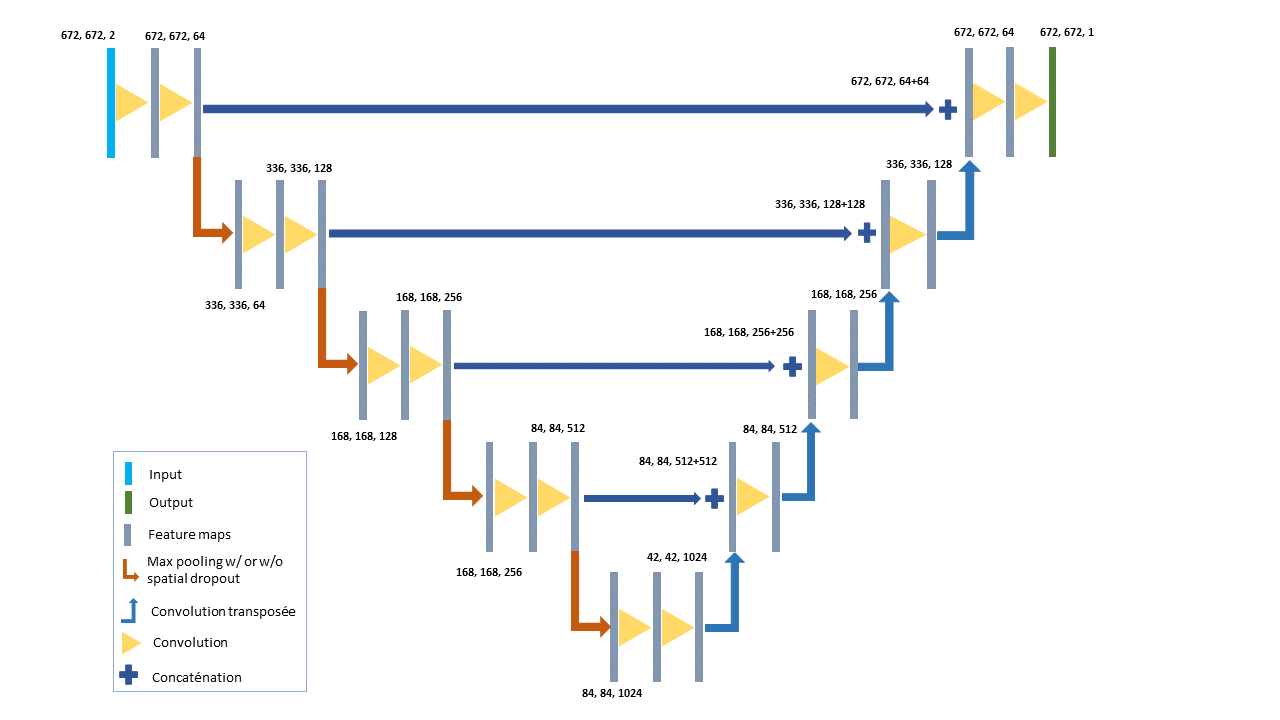 672, 672, 2
672, 672, 64
672, 672, 64
672, 672, 1
672, 672, 64+64
336, 336, 128
336, 336, 128
336, 336, 128+128
336, 336, 64
168, 168, 256
168, 168, 256
168, 168, 256+256
168, 168, 128
84, 84, 512
84, 84, 512
84, 84, 512+512
168, 168, 256
42, 42, 1024
84, 84, 1024
Input
Output
Feature maps
Max pooling w/ or w/o
spatial dropout
Convolution transposée
Convolution
Concaténation